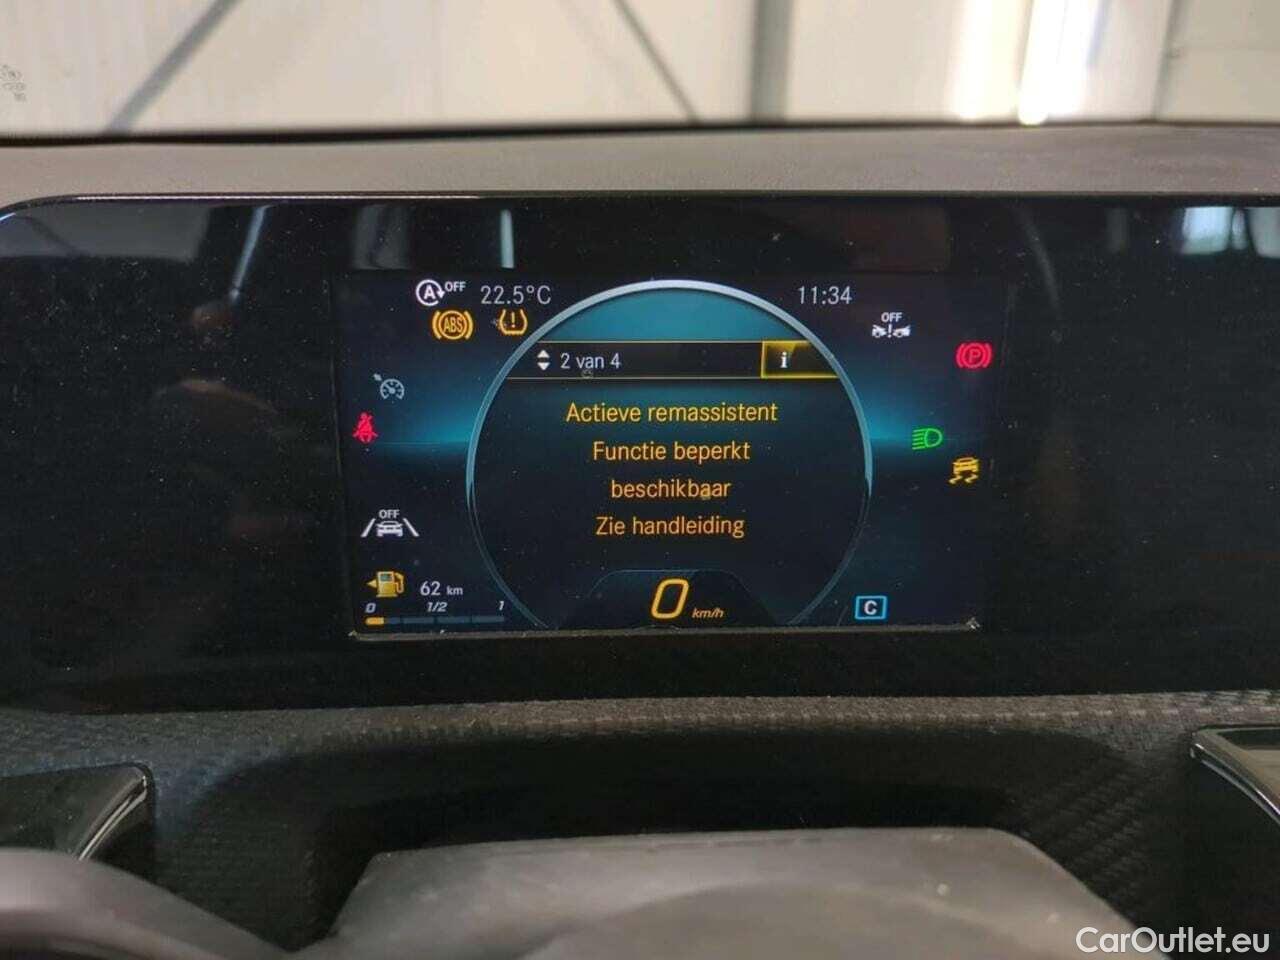 OFF
22.5°C
11:34
OFF
ABS
P
2 van 4
i
Actieve remassistent
Functie beperkt
beschikbaar
Zie handleiding
OFF
62 km
0 1/2 1
0 km/h
C
CarOutlet.eu